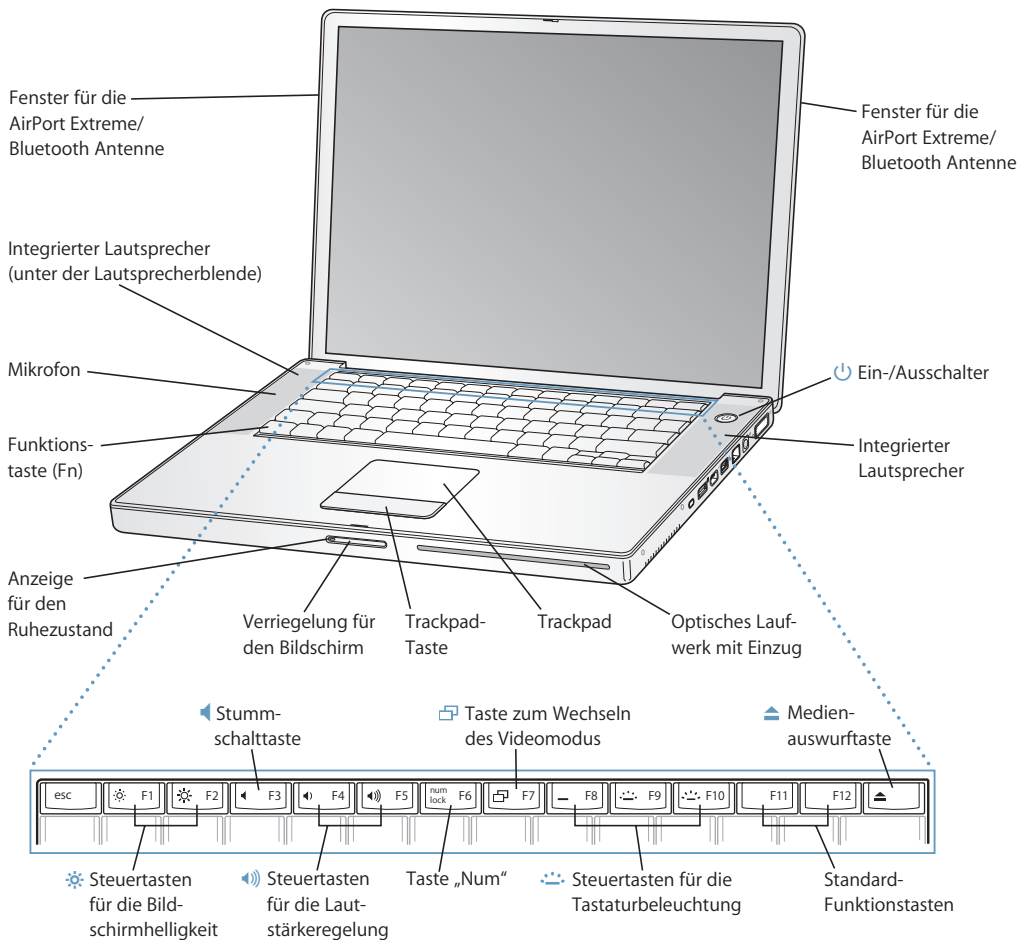 Fenster für die
AirPort Extreme/
Bluetooth Antenne
Fenster für die
AirPort Extreme/
Bluetooth Antenne
Integrierter Lautsprecher
(unter der Lautsprecherblende)
Mikrofon
Ein-/Ausschalter
Funktions-
taste (Fn)
Integrierter
Lautsprecher
Anzeige
für den
Ruhezustand
Verriegelung für
den Bildschirm
Trackpad-
Taste
Trackpad
Optisches Lauf-
werk mit Einzug
Stumm-
schalttaste
Taste zum Wechseln
des Videomodus
Medien-
auswurftaste
esc F1 F2 F3 F4 F5 num lock F6 F7 F8 F9 F10 F11 F12
Steuertasten
für die Bild-
schirmhelligkeit
Steuertasten
für die Laut-
stärkeregelung
Taste „Num“
Steuertasten für die
Tastaturbeleuchtung
Standard-
Funktionstasten